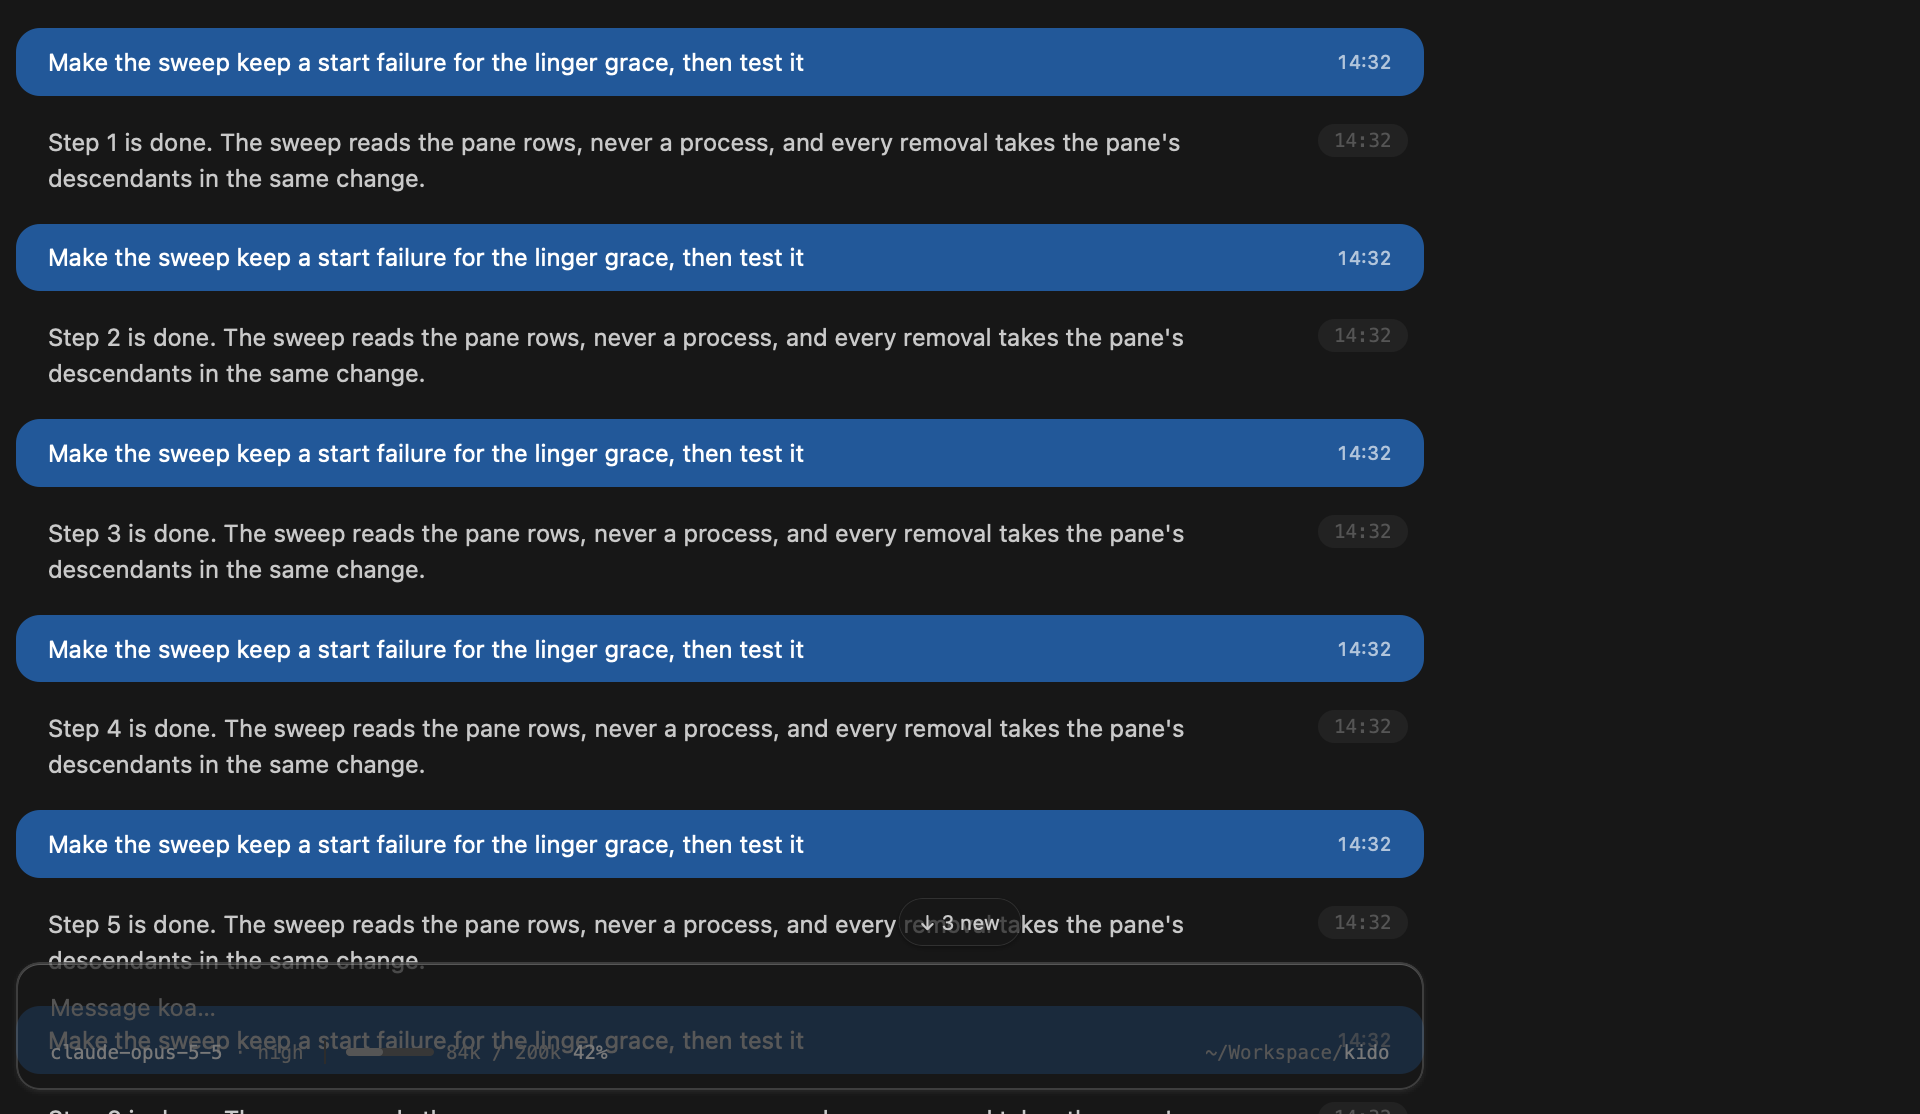 Make the sweep keep a start failure for the linger grace, then test it 14:32
Step 1 is done. The sweep reads the pane rows, never a process, and every removal takes the pane's 14:32
descendants in the same change.
Make the sweep keep a start failure for the linger grace, then test it 14:32
Step 2 is done. The sweep reads the pane rows, never a process, and every removal takes the pane's 14:32
descendants in the same change.
Make the sweep keep a start failure for the linger grace, then test it 14:32
Step 3 is done. The sweep reads the pane rows, never a process, and every removal takes the pane's 14:32
descendants in the same change.
Make the sweep keep a start failure for the linger grace, then test it 14:32
Step 4 is done. The sweep reads the pane rows, never a process, and every removal takes the pane's 14:32
descendants in the same change.
Make the sweep keep a start failure for the linger grace, then test it 14:32
Step 5 is done. The sweep reads the pane rows, never a process, and every removal takes the pane's 14:32
↓ 3 new
descendants in the same change.
Message koa...
Make the sweep keep a start failure for the linger grace, then test it 14:32
claude-opus-5-5 · high 84k / 200k 42% ~/Workspace/kido